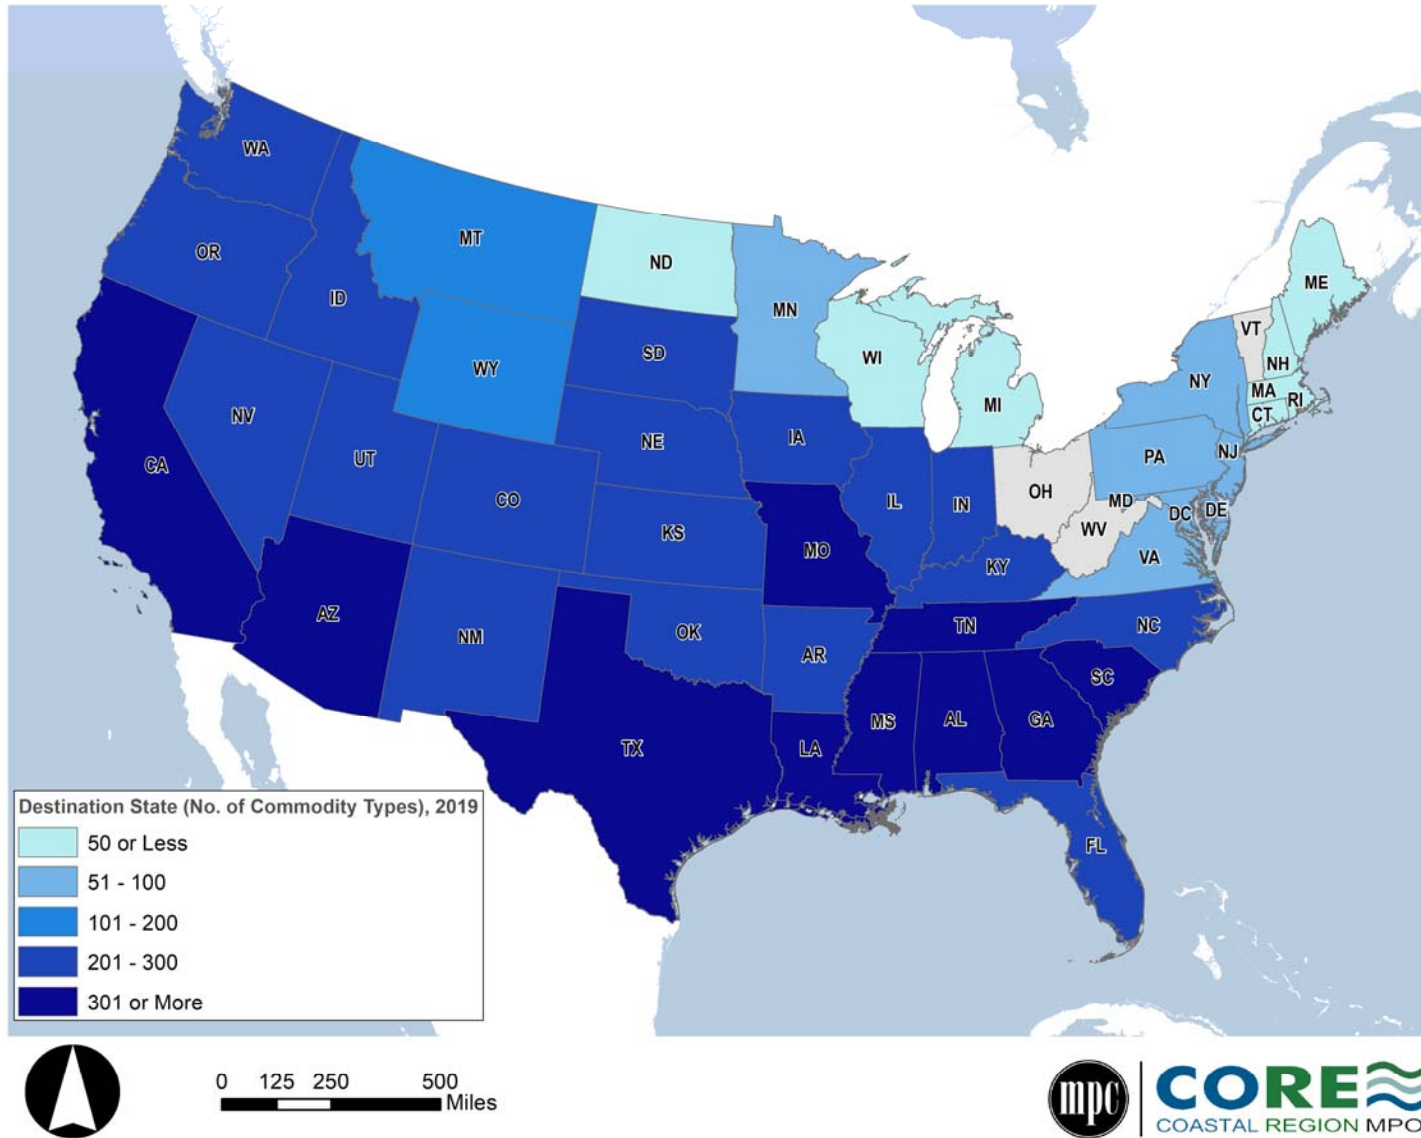 WA
MT
ND
ME
OR
MN
VT
ID
SD
WI
NH
WY
NY
MA
RI
MI
CT
NV
IA
NE
PA
NJ
UT
CA
CO
IL
IN
OH
MD
DC
DE
KS
WV
MO
VA
KY
AZ
NM
OK
TN
NC
AR
SC
TX
LA
MS
AL
GA
FL
Destination State (No. of Commodity Types), 2019
50 or Less
51 - 100
101 - 200
201 - 300
301 or More
0 125 250 500
Miles
mpc
CORE
COASTAL REGION MPO